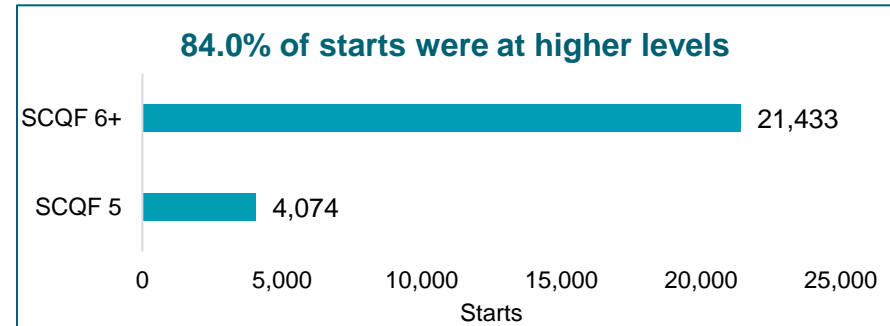 84.0% of starts were at higher levels
SCQF 6+
21,433
SCQF 5
4,074
0 5,000 10,000 15,000 20,000 25,000
Starts